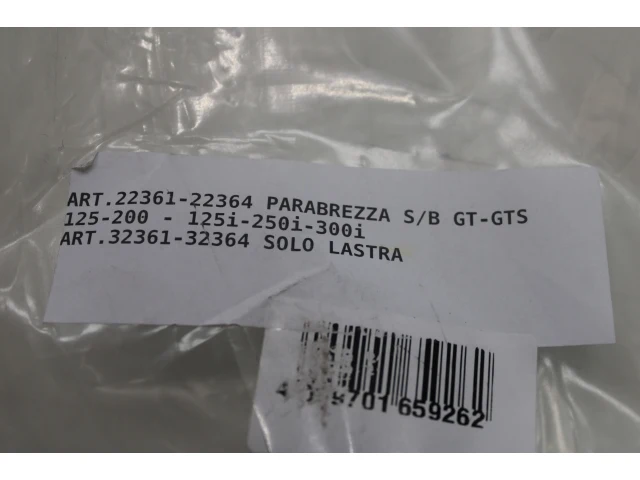 ART.22361-22364 PARABREZZA S/B GT-GTS
125-200 - 125i-250i-300i
ART.32361-32364 SOLO LASTRA
701 659262